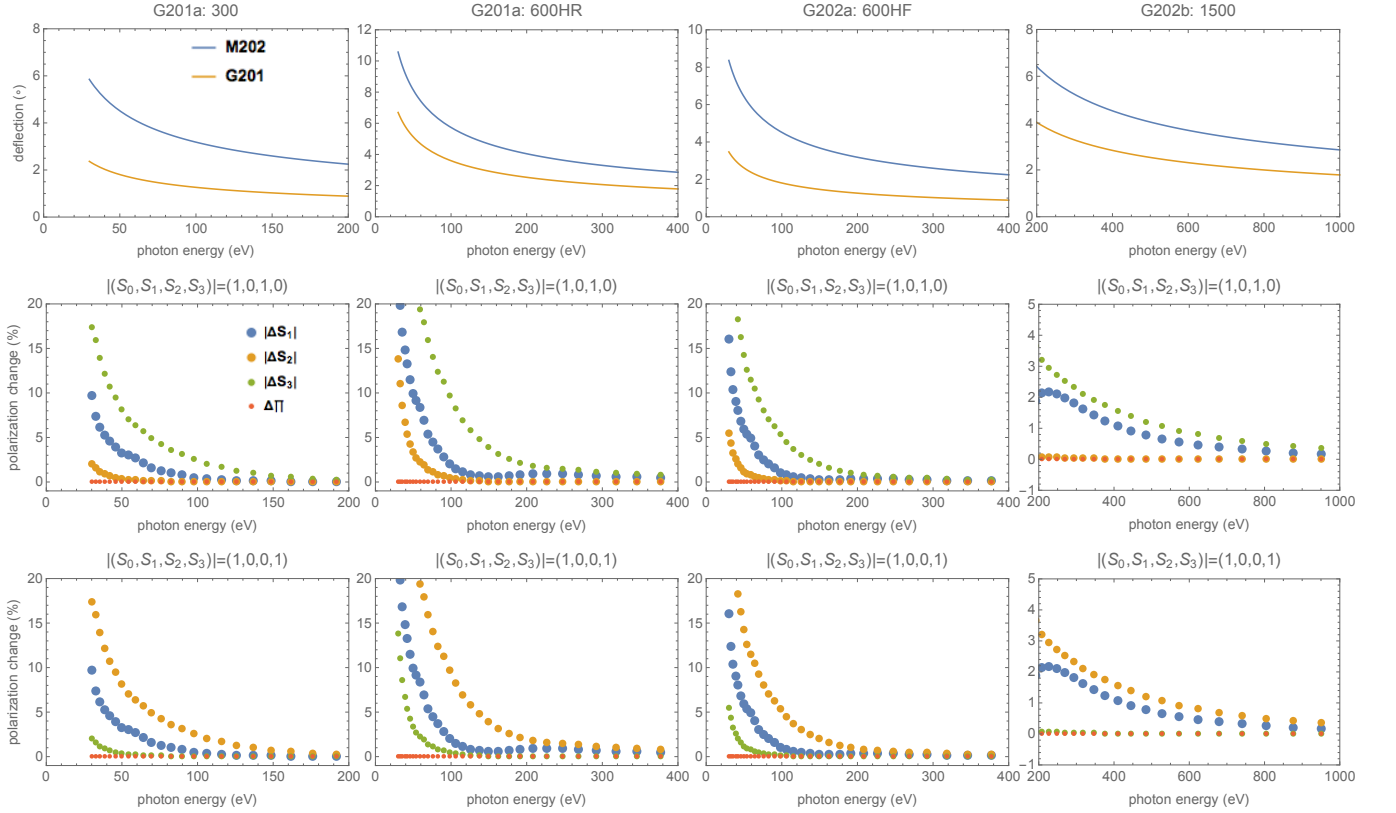 G201a: 300
G201a: 600HR
G202a: 600HF
G202b: 1500
deflection (°)
8
6
4
2
0
M202
G201
0 50 100 150 200
photon energy (eV)
12
10
8
6
4
2
0
0 100 200 300 400
photon energy (eV)
10
8
6
4
2
0
0 100 200 300 400
photon energy (eV)
8
6
4
2
0
200 400 600 800 1000
photon energy (eV)
|(S₀,S₁,S₂,S₃)|=(1,0,1,0)
|(S₀,S₁,S₂,S₃)|=(1,0,1,0)
|(S₀,S₁,S₂,S₃)|=(1,0,1,0)
|(S₀,S₁,S₂,S₃)|=(1,0,1,0)
polarization change (%)
20
15
10
5
0
|ΔS₁|
|ΔS₂|
|ΔS₃|
Δ∏
0 50 100 150 200
photon energy (eV)
20
15
10
5
0
0 100 200 300 400
photon energy (eV)
20
15
10
5
0
0 100 200 300 400
photon energy (eV)
5
4
3
2
1
0
−1
200 400 600 800 1000
photon energy (eV)
|(S₀,S₁,S₂,S₃)|=(1,0,0,1)
|(S₀,S₁,S₂,S₃)|=(1,0,0,1)
|(S₀,S₁,S₂,S₃)|=(1,0,0,1)
|(S₀,S₁,S₂,S₃)|=(1,0,0,1)
polarization change (%)
20
15
10
5
0
0 50 100 150 200
photon energy (eV)
20
15
10
5
0
0 100 200 300 400
photon energy (eV)
20
15
10
5
0
0 100 200 300 400
photon energy (eV)
5
4
3
2
1
0
−1
200 400 600 800 1000
photon energy (eV)